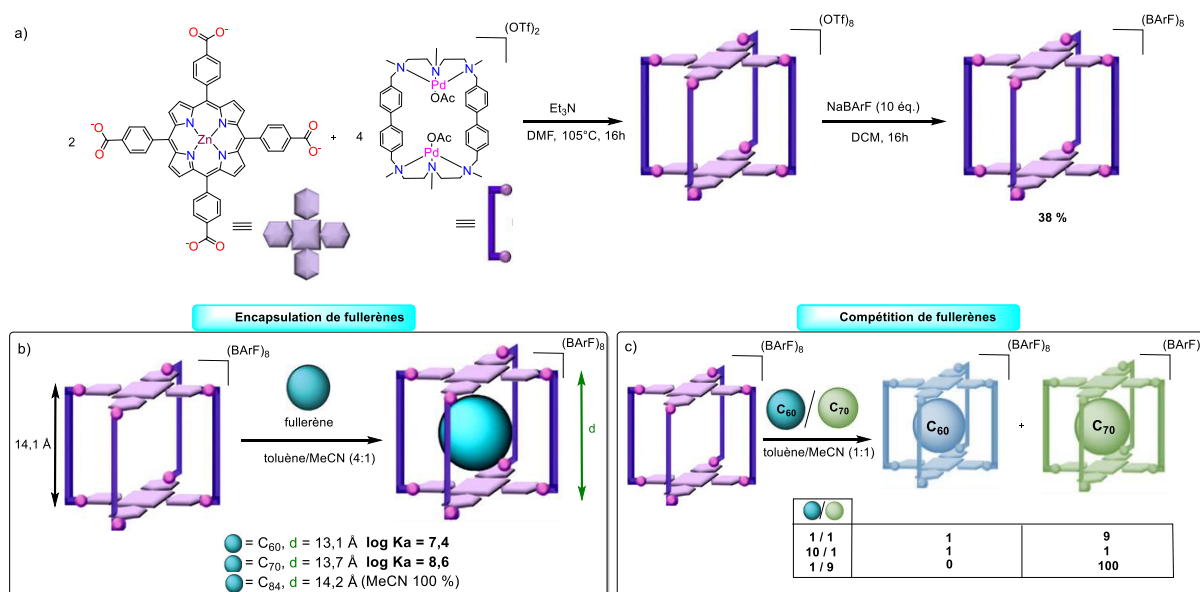 a)
2
CO₂⁻
O
O⁻
N
N
N
N
Zn
O
O⁻
⁻O
O
+
4
(OTf)₂
N
N
N
Pd
OAc
OAc
Pd
N
N
N
Et₃N
DMF, 105°C, 16h
(OTf)₈
NaBArF (10 éq.)
DCM, 16h
(BArF)₈
38 %
Encapsulation de fullerènes
b)
14,1 Å
(BArF)₈
fullerène
toluène/MeCN (4:1)
(BArF)₈
d
= C₆₀, d = 13,1 Å log Ka = 7,4
= C₇₀, d = 13,7 Å log Ka = 8,6
= C₈₄, d = 14,2 Å (MeCN 100 %)
Compétition de fullerènes
c)
(BArF)₈
C₆₀ / C₇₀
toluène/MeCN (1:1)
(BArF)₈
C₆₀
+
(BArF)
C₇₀
/
1 / 1 1 9
10 / 1 1 1
1 / 9 0 100